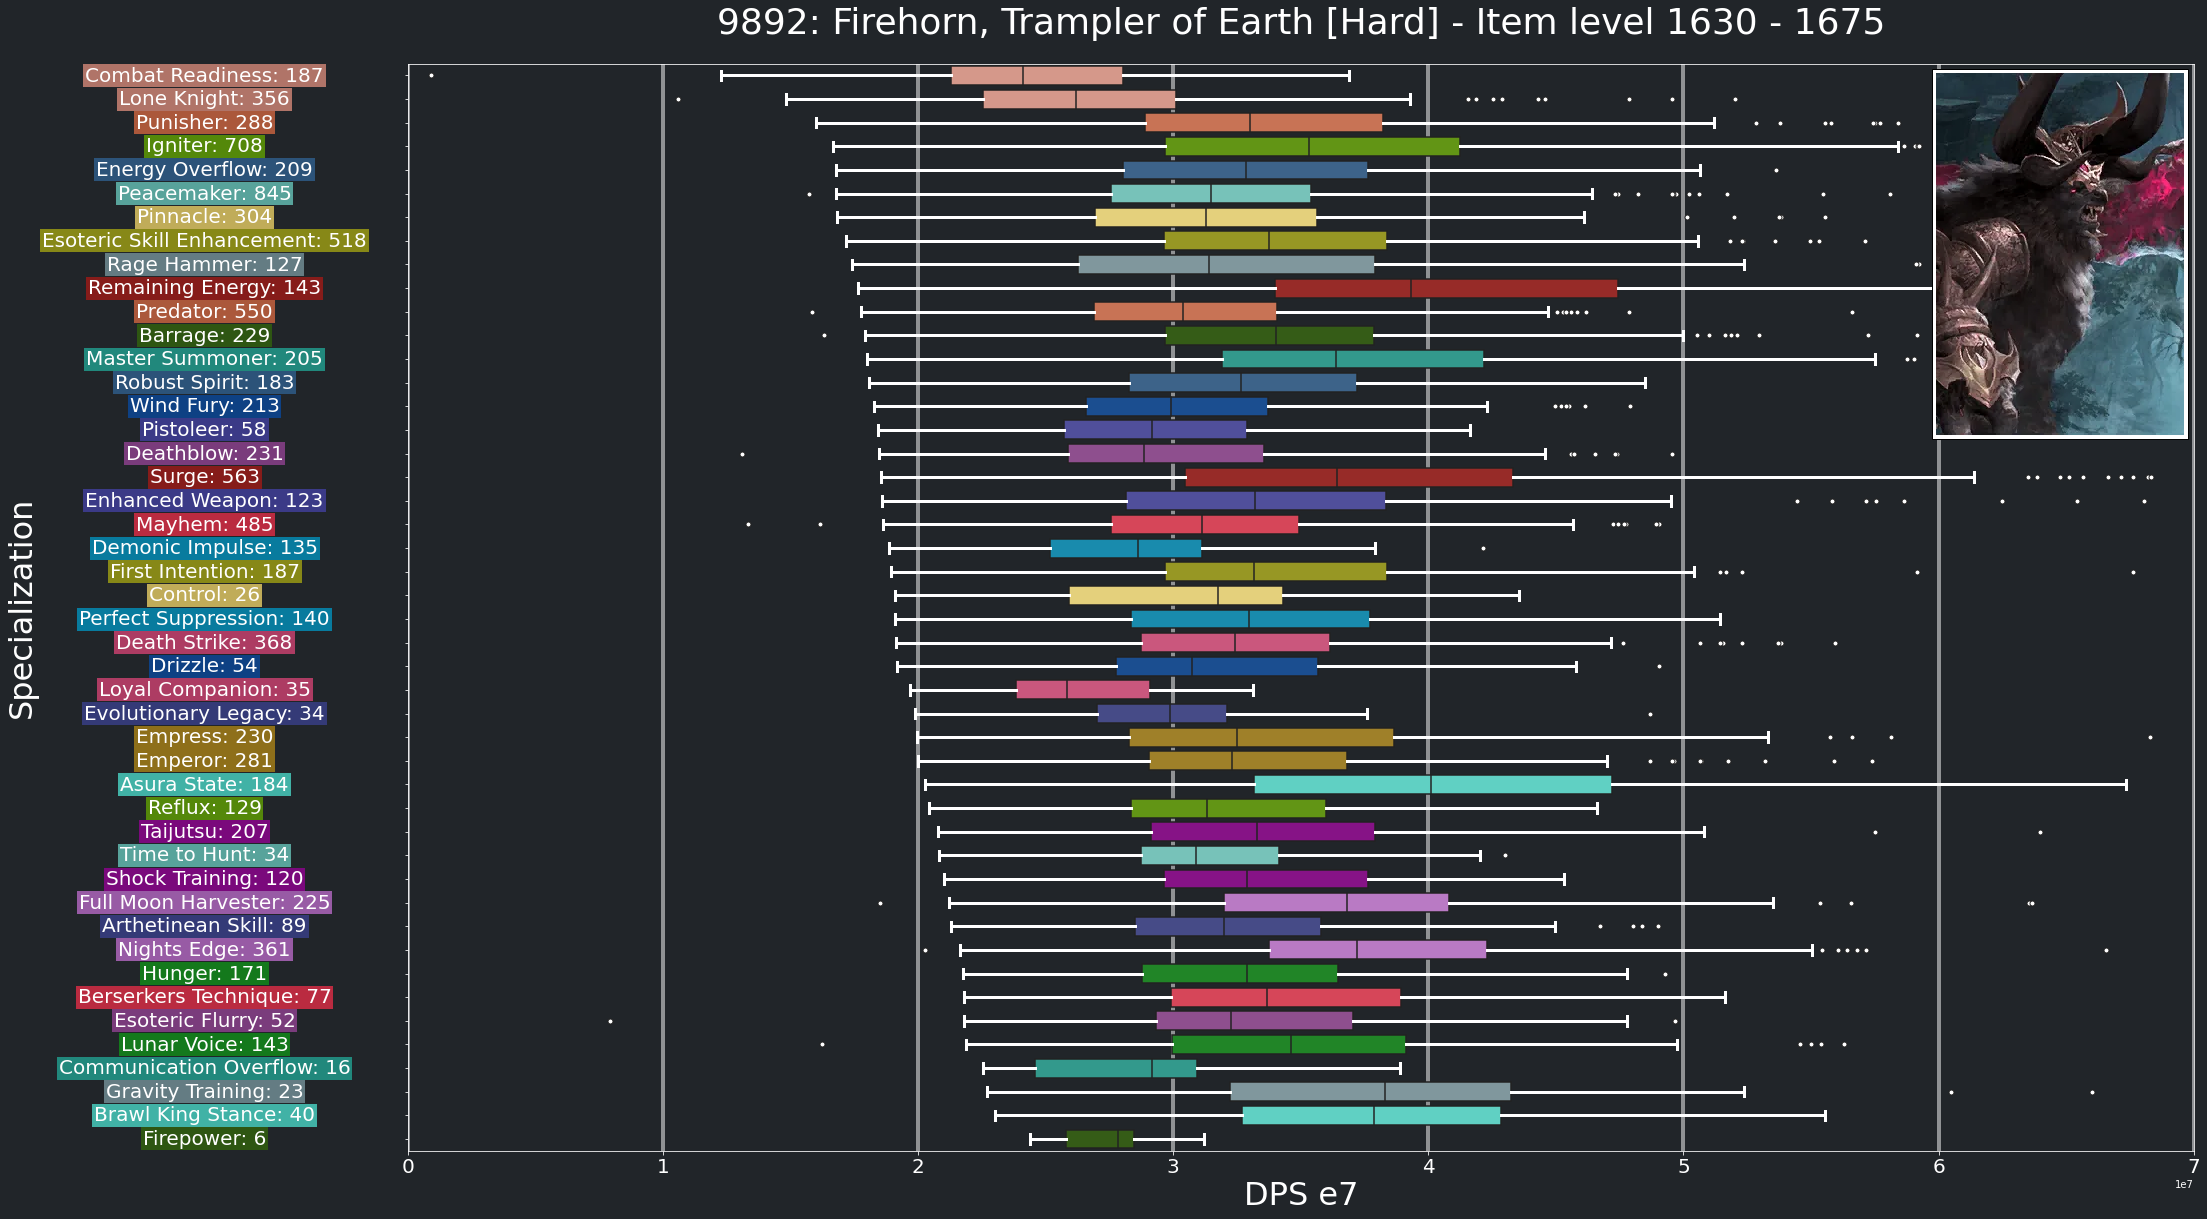 9892: Firehorn, Trampler of Earth [Hard] - Item level 1630 - 1675
Combat Readiness: 187
Lone Knight: 356
Punisher: 288
Igniter: 708
Energy Overflow: 209
Peacemaker: 845
Pinnacle: 304
Esoteric Skill Enhancement: 518
Rage Hammer: 127
Remaining Energy: 143
Predator: 550
Barrage: 229
Master Summoner: 205
Robust Spirit: 183
Wind Fury: 213
Pistoleer: 58
Deathblow: 231
Surge: 563
Enhanced Weapon: 123
Mayhem: 485
Demonic Impulse: 135
First Intention: 187
Control: 26
Perfect Suppression: 140
Death Strike: 368
Drizzle: 54
Loyal Companion: 35
Evolutionary Legacy: 34
Empress: 230
Emperor: 281
Asura State: 184
Reflux: 129
Taijutsu: 207
Time to Hunt: 34
Shock Training: 120
Full Moon Harvester: 225
Arthetinean Skill: 89
Nights Edge: 361
Hunger: 171
Berserkers Technique: 77
Esoteric Flurry: 52
Lunar Voice: 143
Communication Overflow: 16
Gravity Training: 23
Brawl King Stance: 40
Firepower: 6
Specialization
0 1 2 3 4 5 6 7
1e7
DPS e7